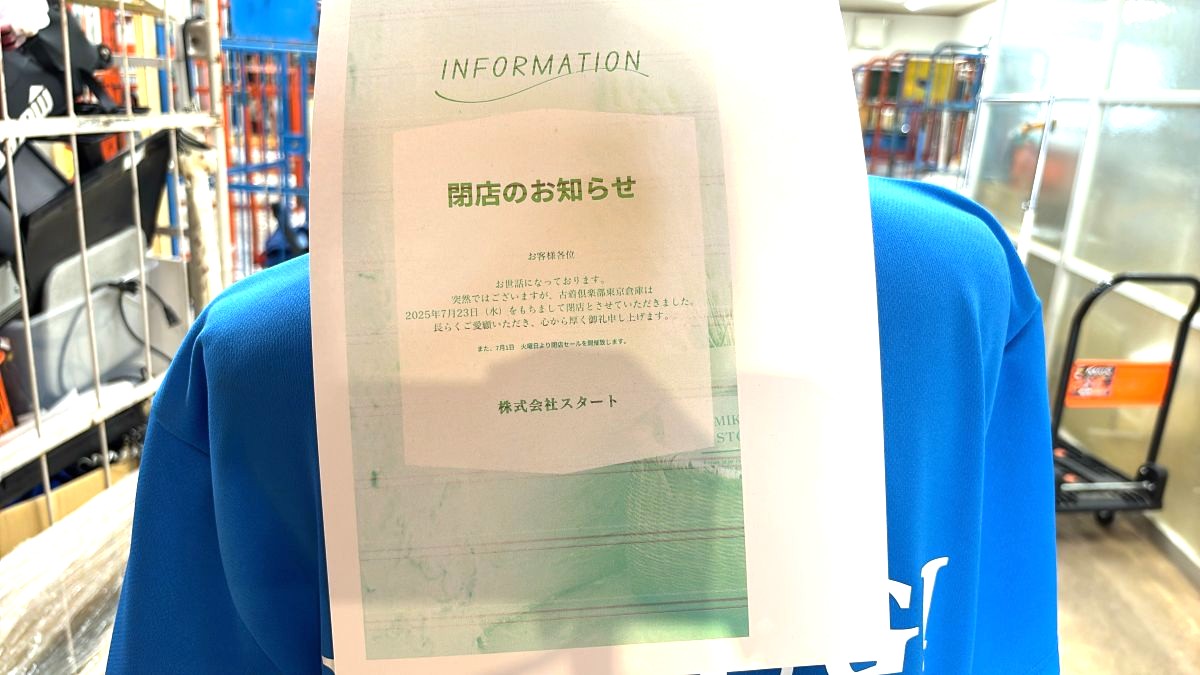 INFORMATION
閉店のお知らせ
お客様各位
お世話になっております。
突然ではございますが、古着倶楽部東京倉庫は
2025年7月23日（水）をもちまして閉店とさせていただきました。
長らくご愛顧いただき、心から厚く御礼申し上げます。
また、7月1日　火曜日より閉店セールを開催致します。
株式会社スタート
MIK
STO
G!